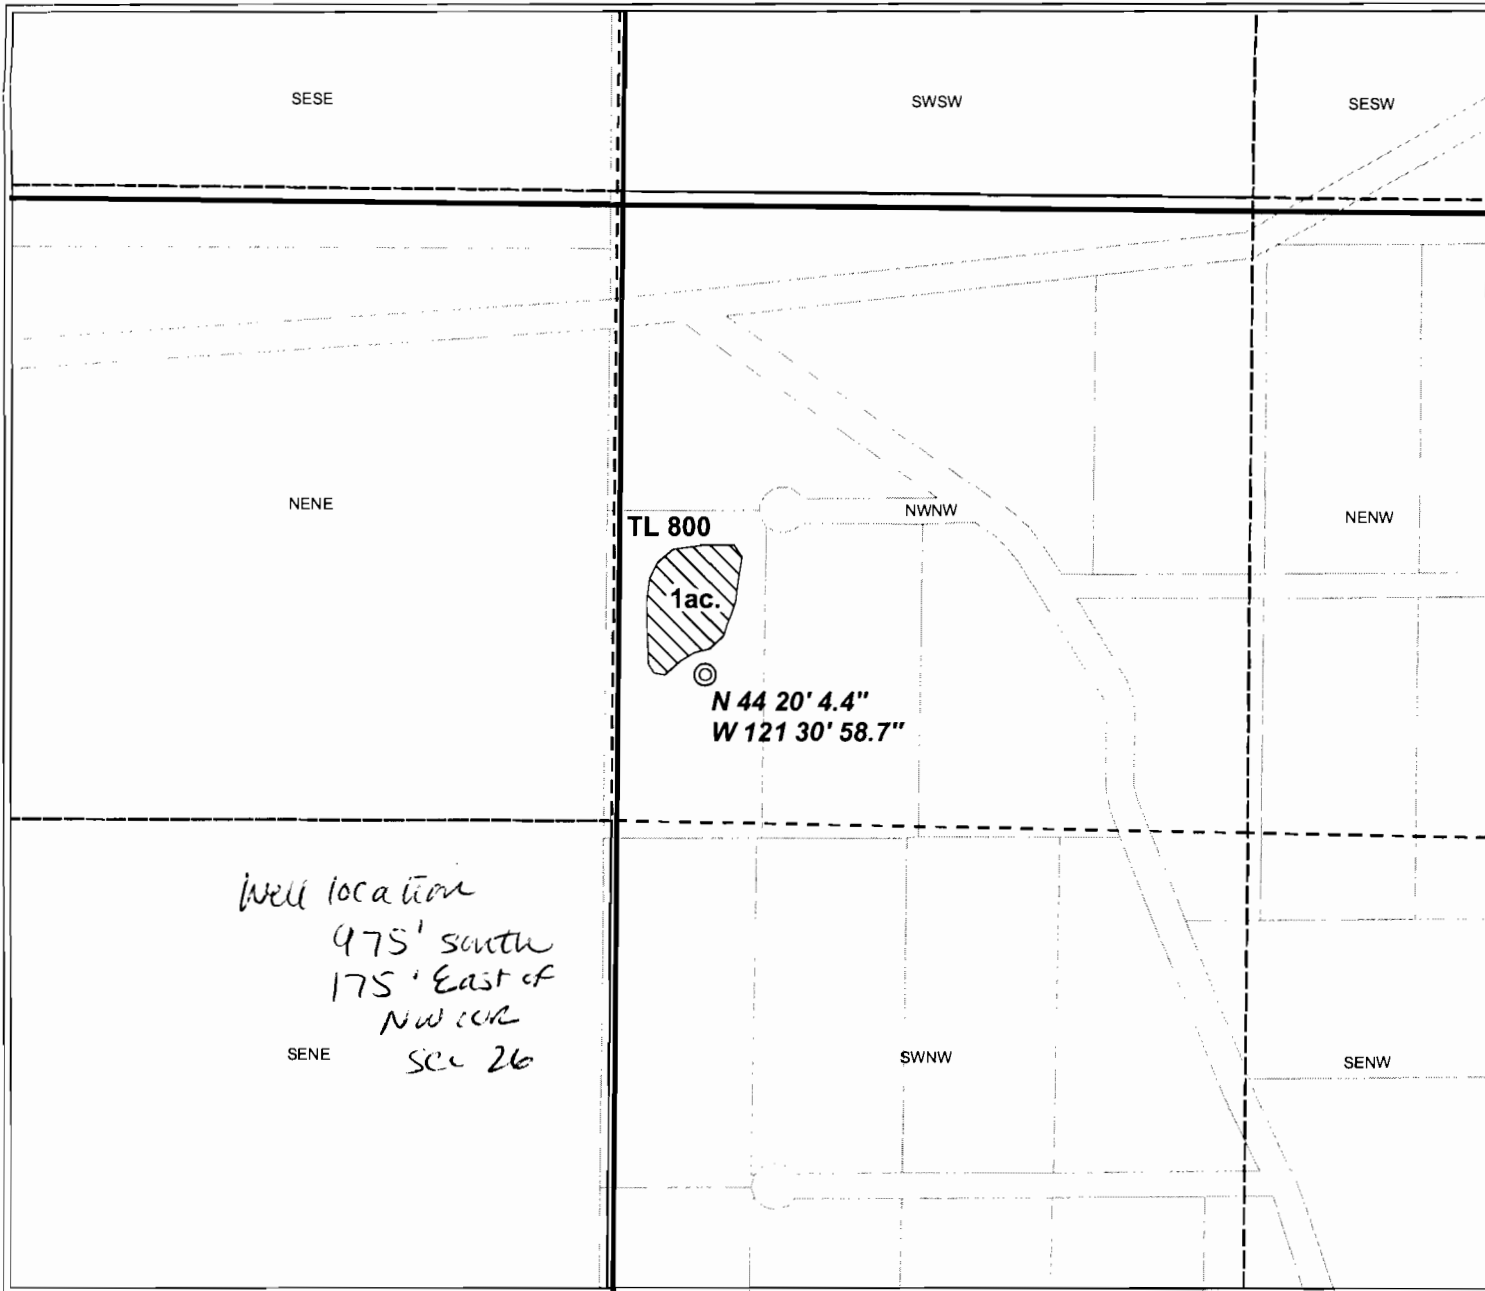 SESE
SWSW
SESW
NENE
NWNW
NENW
TL 800
1ac.
N 44 20' 4.4"
W 121 30' 58.7"
Well location
975' south
175' East of
NW COR
Sec 26
SENE
SWNW
SENW